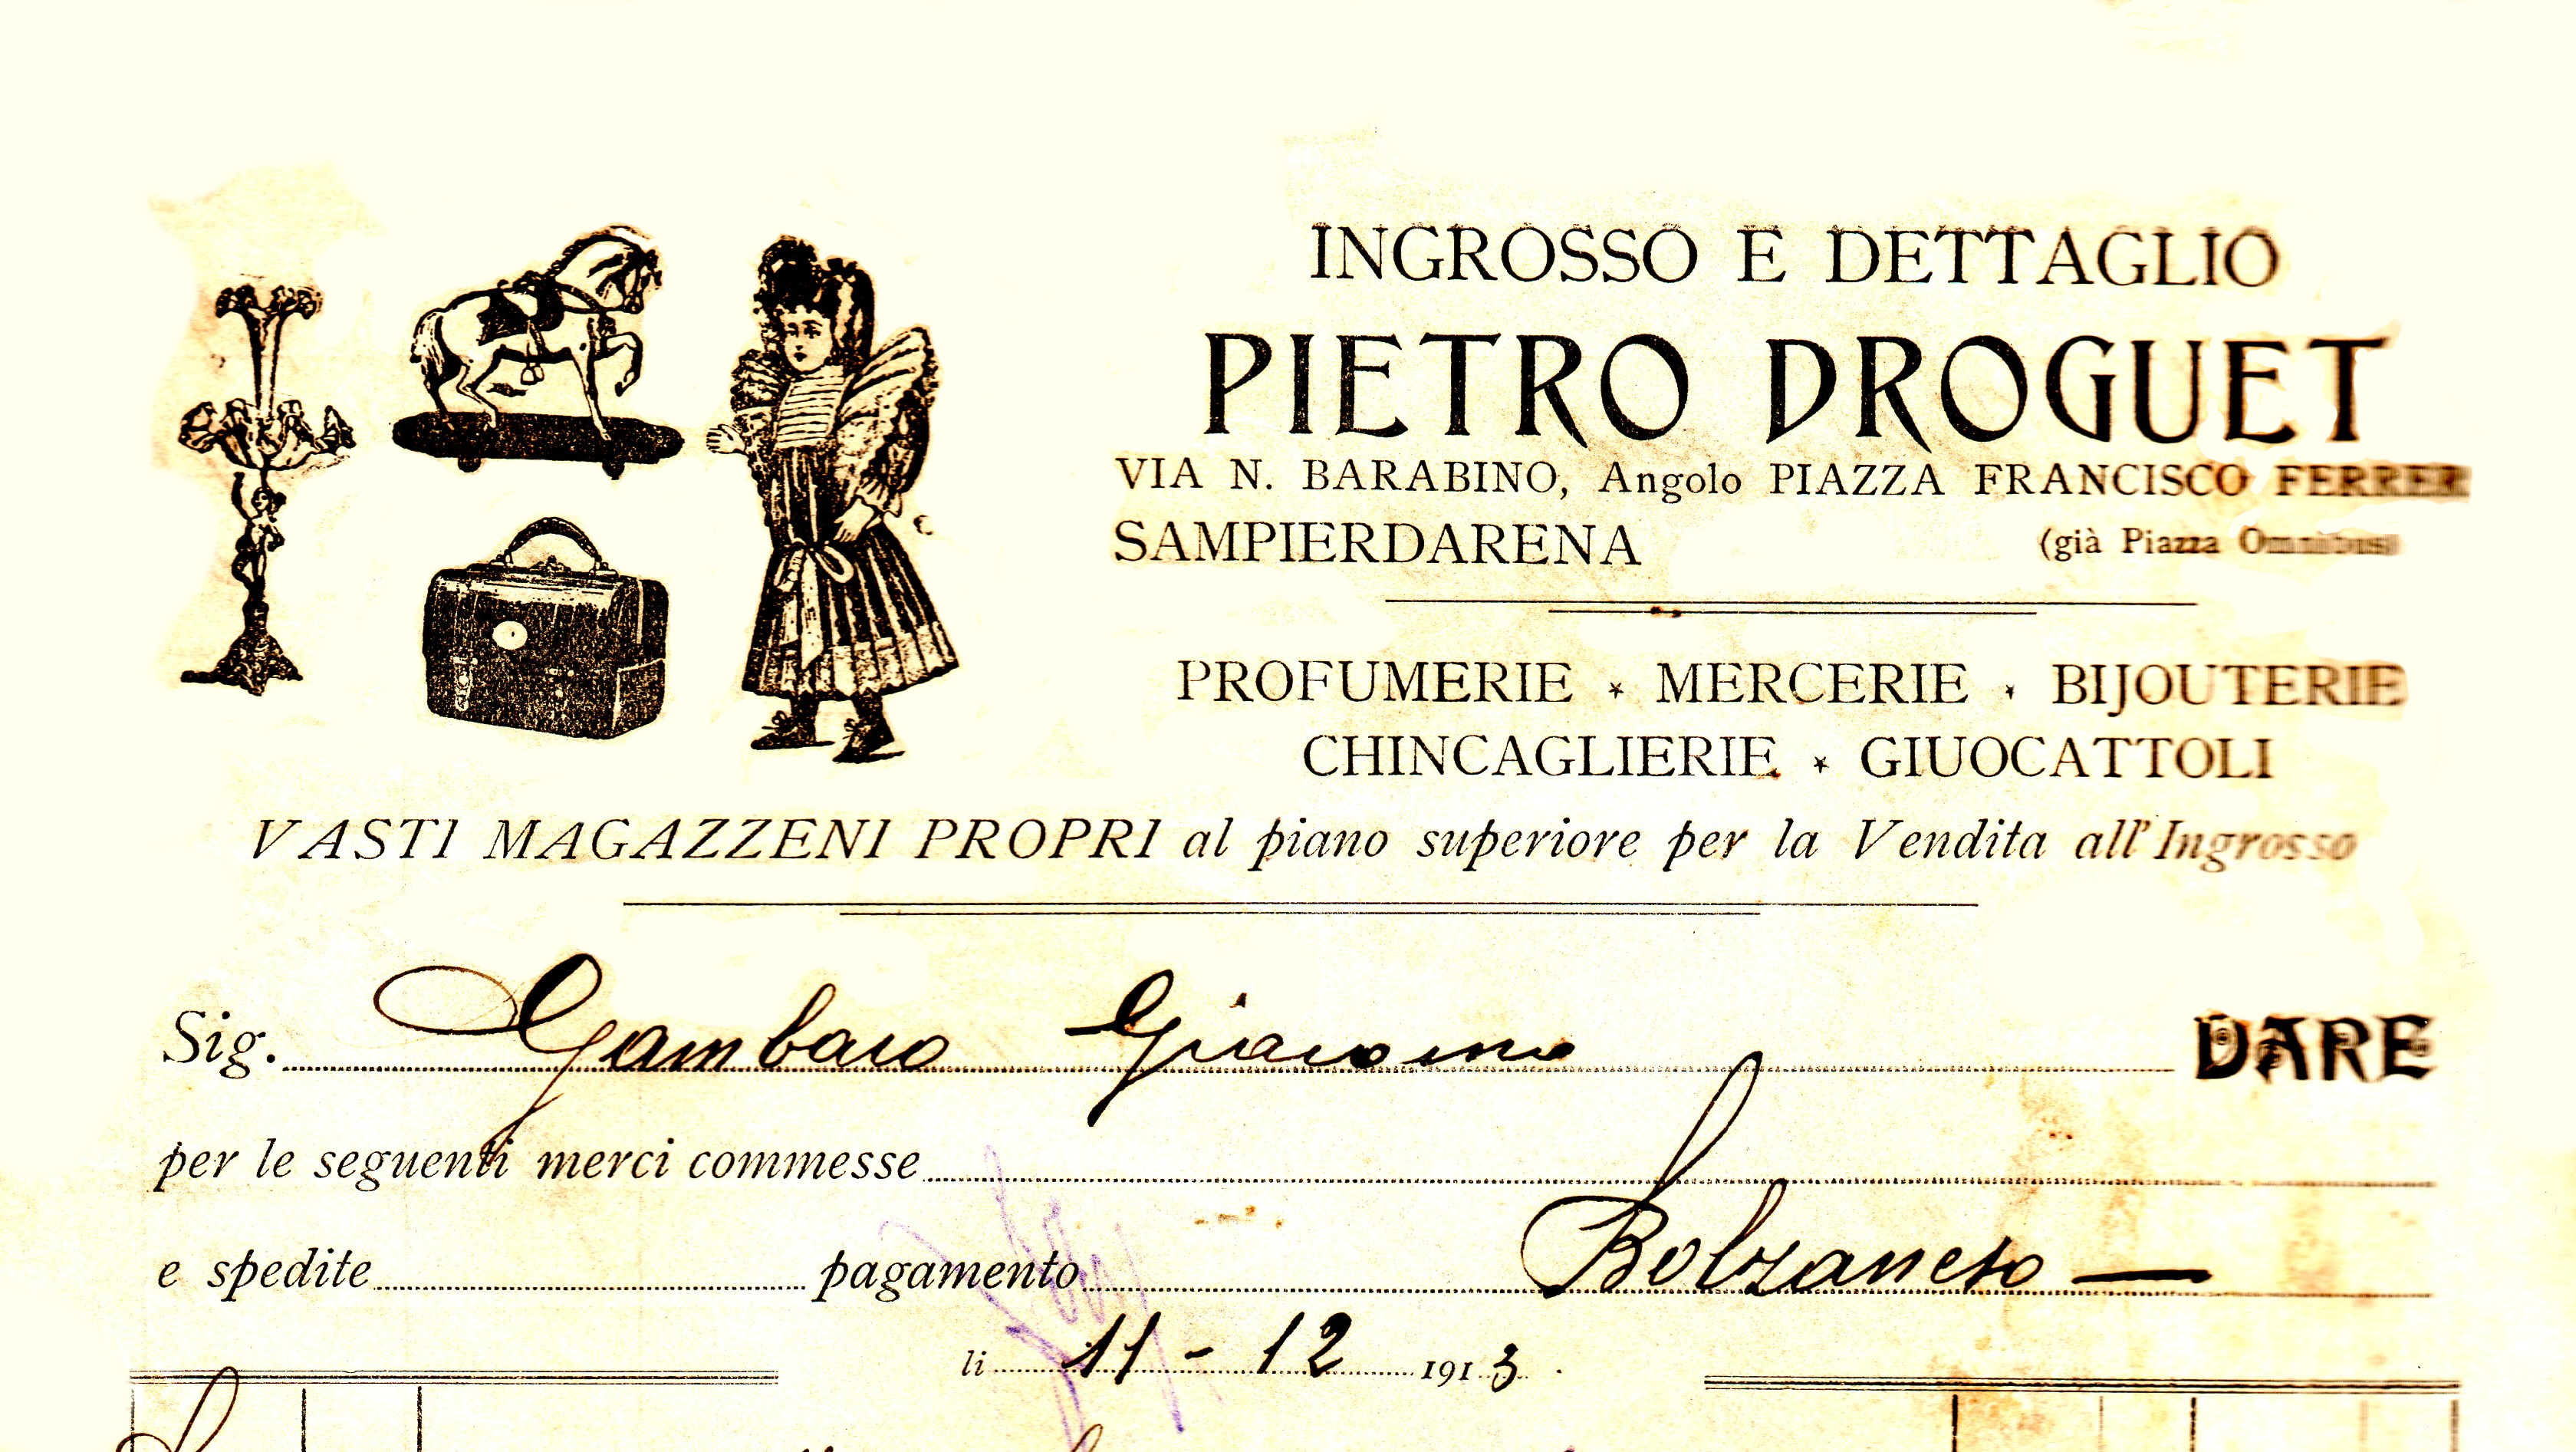 INGROSSO E DETTAGLIO
PIETRO DROGUET
VIA N. BARABINO, Angolo PIAZZA FRANCISCO FERRER
SAMPIERDARENA
(già Piazza Omnibus)
PROFUMERIE * MERCERIE * BIJOUTERIE
CHINCAGLIERIE * GIUOCATTOLI
VASTI MAGAZZENI PROPRI al piano superiore per la Vendita all'Ingrosso
Sig. Gambaro Giacomo DARE
per le seguenti merci commesse
e spedite pagamento Bolzaneto —
li 11 - 12 1913